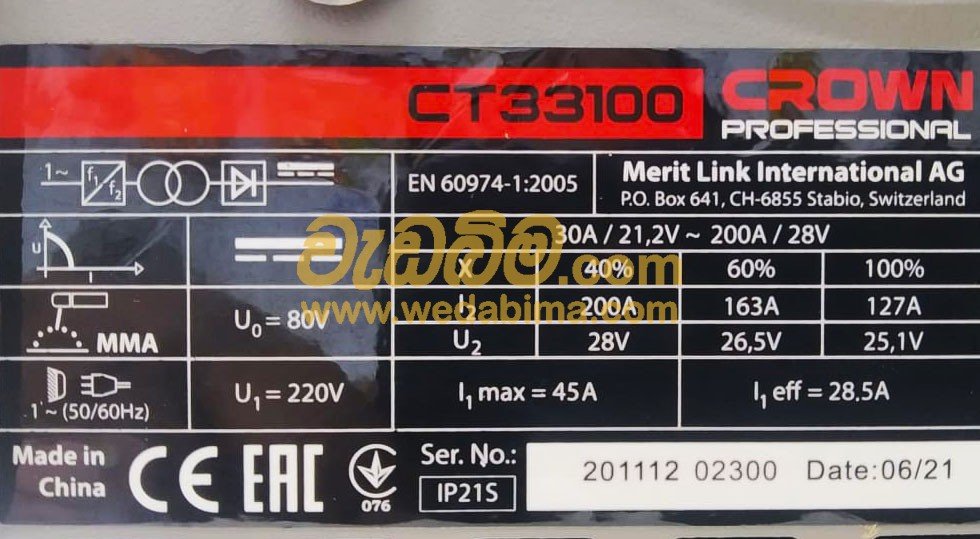 CT33100 CROWN
PROFESSIONAL
1~ f1 f2
EN 60974-1:2005
Merit Link International AG
P.O. Box 641, CH-6855 Stabio, Switzerland
U I
30A / 21,2V ~ 200A / 28V
X 40% 60% 100%
වැඩබිම.com
www.wedabima.com
MMA
U0 = 80V
I2 200A 163A 127A
U2 28V 26,5V 25,1V
1 ~ (50/60Hz)
U1 = 220V
I1 max = 45A
I1 eff = 28.5A
Made in
China
CE EAC
076
Ser. No.:
IP21S
201112 02300 Date:06/21